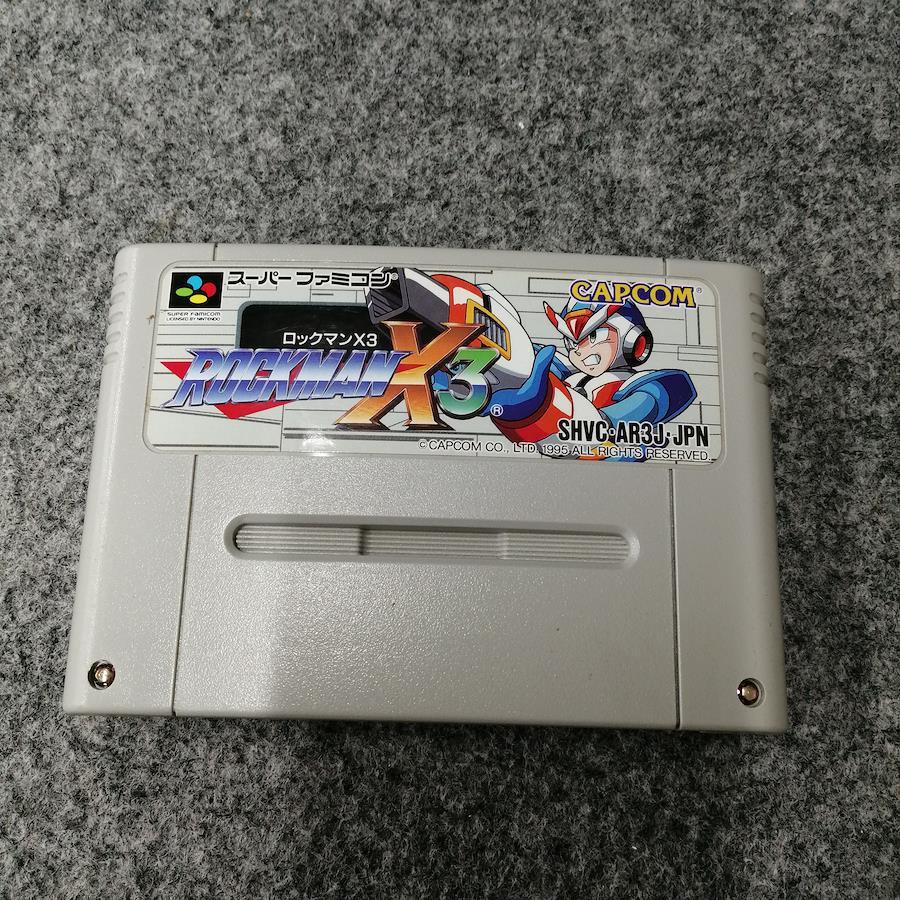 スーパーファミコン®
SUPER FAMICOM
LICENSED BY NINTENDO
CAPCOM®
ロックマンX3
ROCKMAN X3®
SHVC-AR3J-JPN
© CAPCOM CO., LTD. 1995 ALL RIGHTS RESERVED.